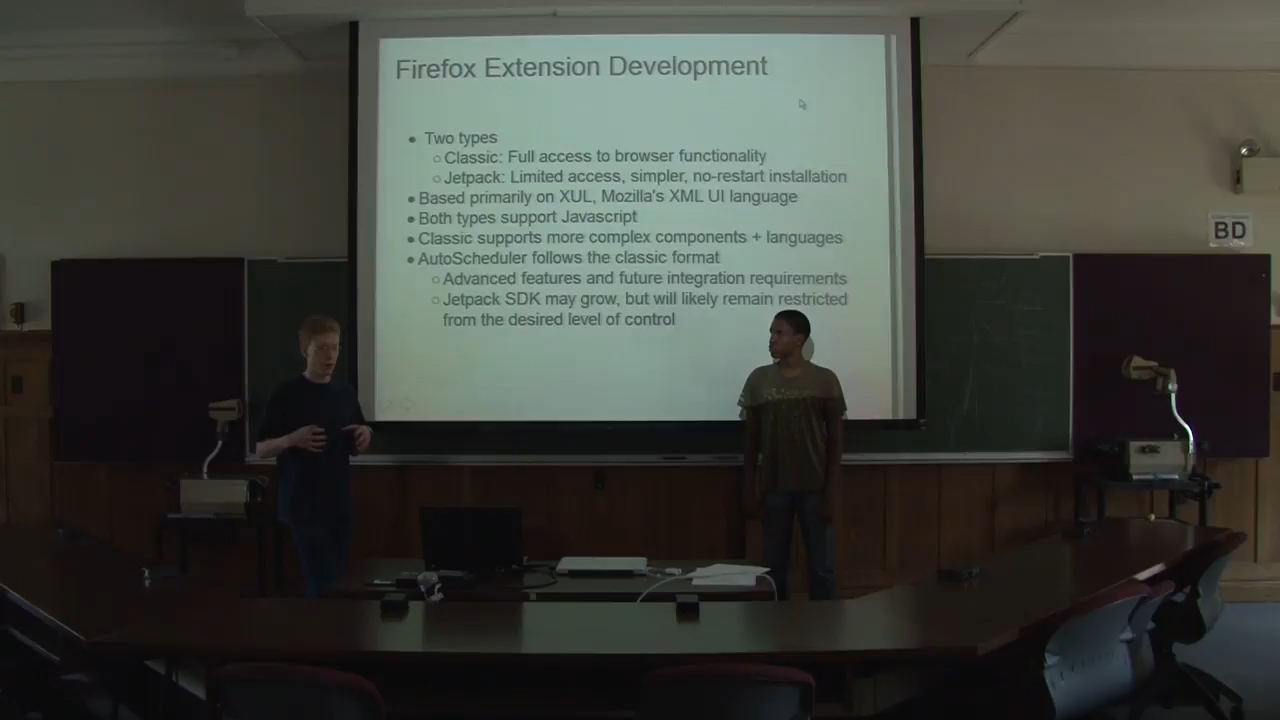 Firefox Extension Development
● Two types
○ Classic: Full access to browser functionality
○ Jetpack: Limited access, simpler, no-restart installation
● Based primarily on XUL, Mozilla's XML UI language
● Both types support Javascript
● Classic supports more complex components + languages
● AutoScheduler follows the classic format
○ Advanced features and future integration requirements
○ Jetpack SDK may grow, but will likely remain restricted
from the desired level of control
BD